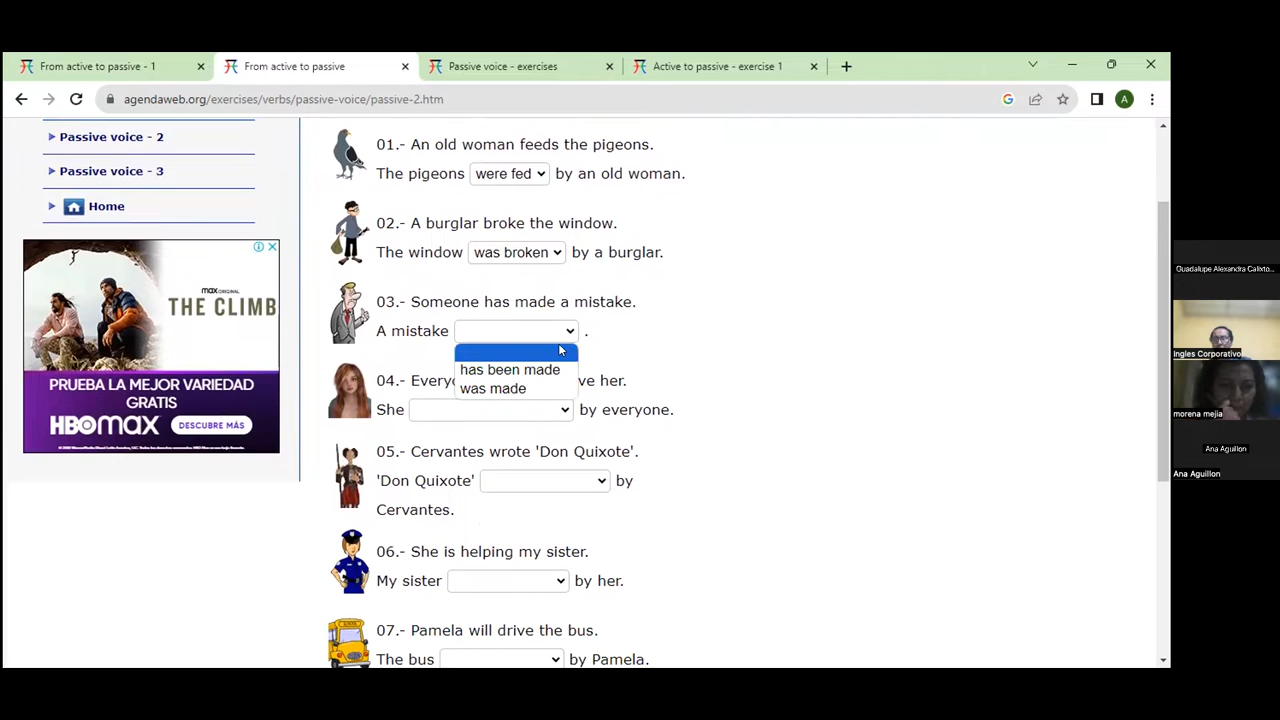 From active to passive - 1
From active to passive
Passive voice - exercises
Active to passive - exercise 1
agendaweb.org/exercises/verbs/passive-voice/passive-2.htm
A
Passive voice - 2
Passive voice - 3
Home
max ORIGINAL
THE CLIMB
PRUEBA LA MEJOR VARIEDAD
GRATIS
HBOmax
DESCUBRE MÁS
01.- An old woman feeds the pigeons.
The pigeons were fed by an old woman.
02.- A burglar broke the window.
The window was broken by a burglar.
03.- Someone has made a mistake.
A mistake .
has been made
was made
04.- Every ve her.
She by everyone.
05.- Cervantes wrote 'Don Quixote'.
'Don Quixote' by
Cervantes.
06.- She is helping my sister.
My sister by her.
07.- Pamela will drive the bus.
The bus by Pamela.
Guadalupe Alexandra Calixto...
Ingles Corporativo
morena mejia
Ana Aguillon
Ana Aguillon